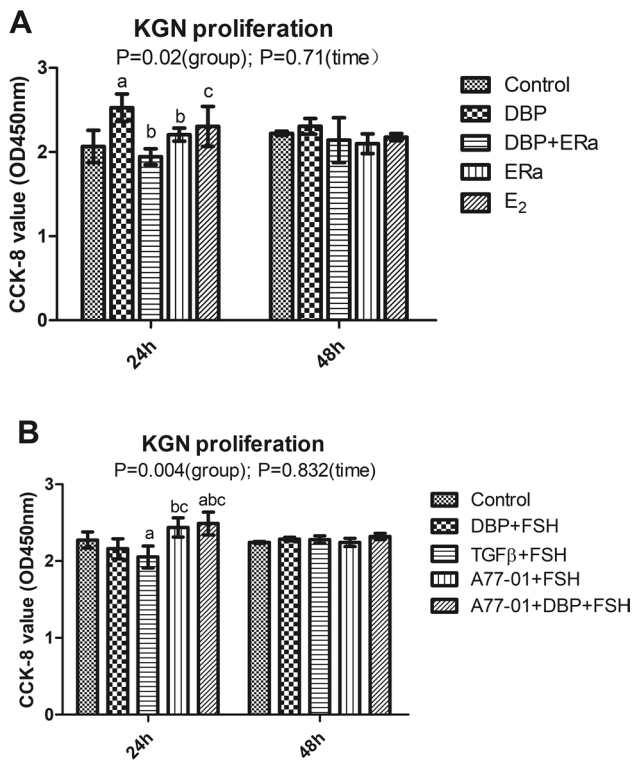 A
KGN proliferation
P=0.02(group); P=0.71(time）
CCK-8 value (OD450nm)
3
2
1
0
a
b
b
c
24h
48h
Control
DBP
DBP+ERa
ERa
E2
B
KGN proliferation
P=0.004(group); P=0.832(time)
CCK-8 value (OD450nm)
3
2
1
0
a
bc
abc
24h
48h
Control
DBP+FSH
TGFβ+FSH
A77-01+FSH
A77-01+DBP+FSH